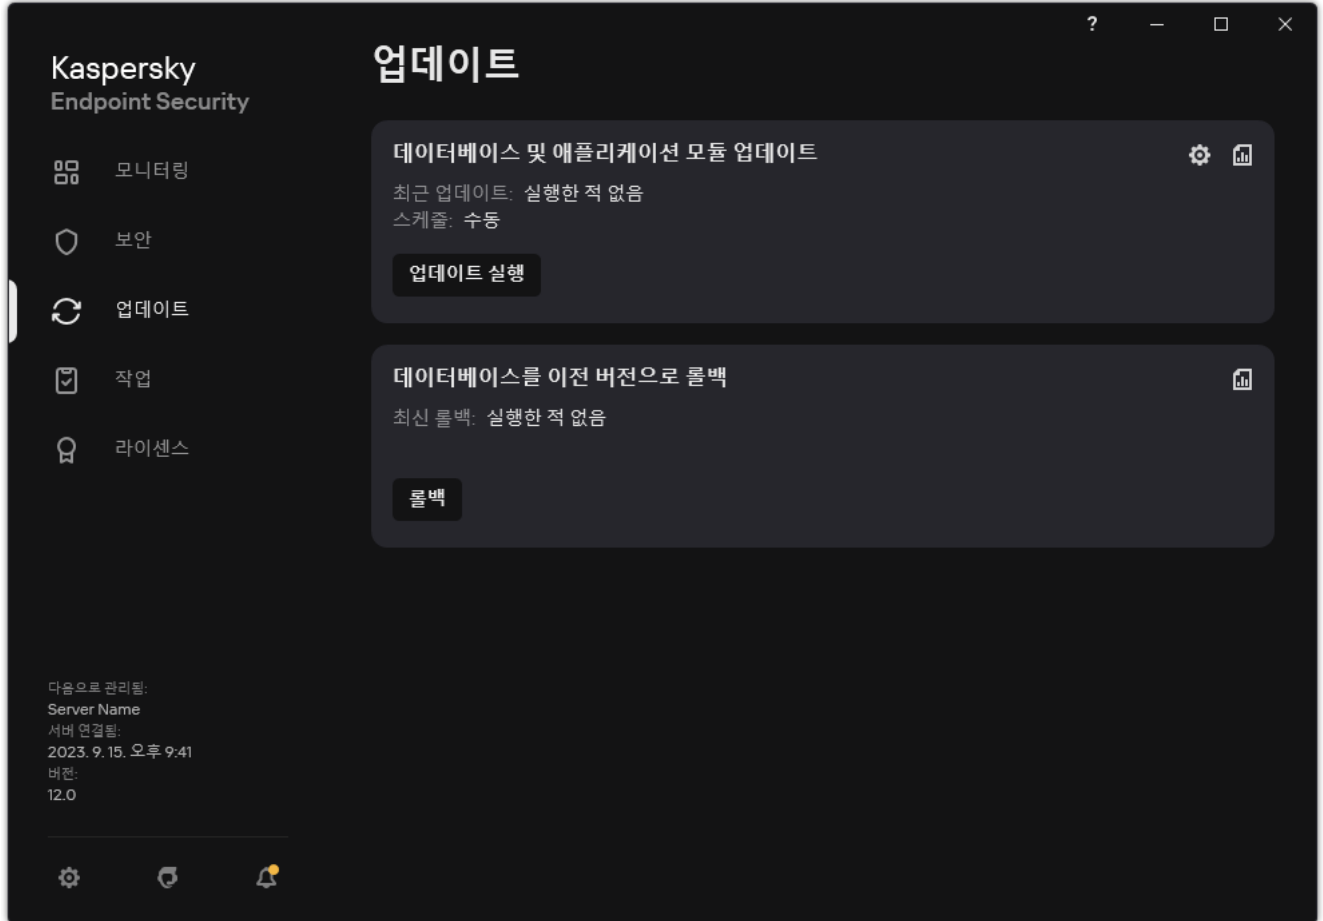 ?
Kaspersky
Endpoint Security
모니터링
보안
업데이트
작업
라이센스
다음으로 관리됨:
Server Name
서버 연결됨:
2023. 9. 15. 오후 9:41
버전:
12.0
업데이트
데이터베이스 및 애플리케이션 모듈 업데이트
최근 업데이트: 실행한 적 없음
스케줄: 수동
업데이트 실행
데이터베이스를 이전 버전으로 롤백
최신 롤백: 실행한 적 없음
롤백